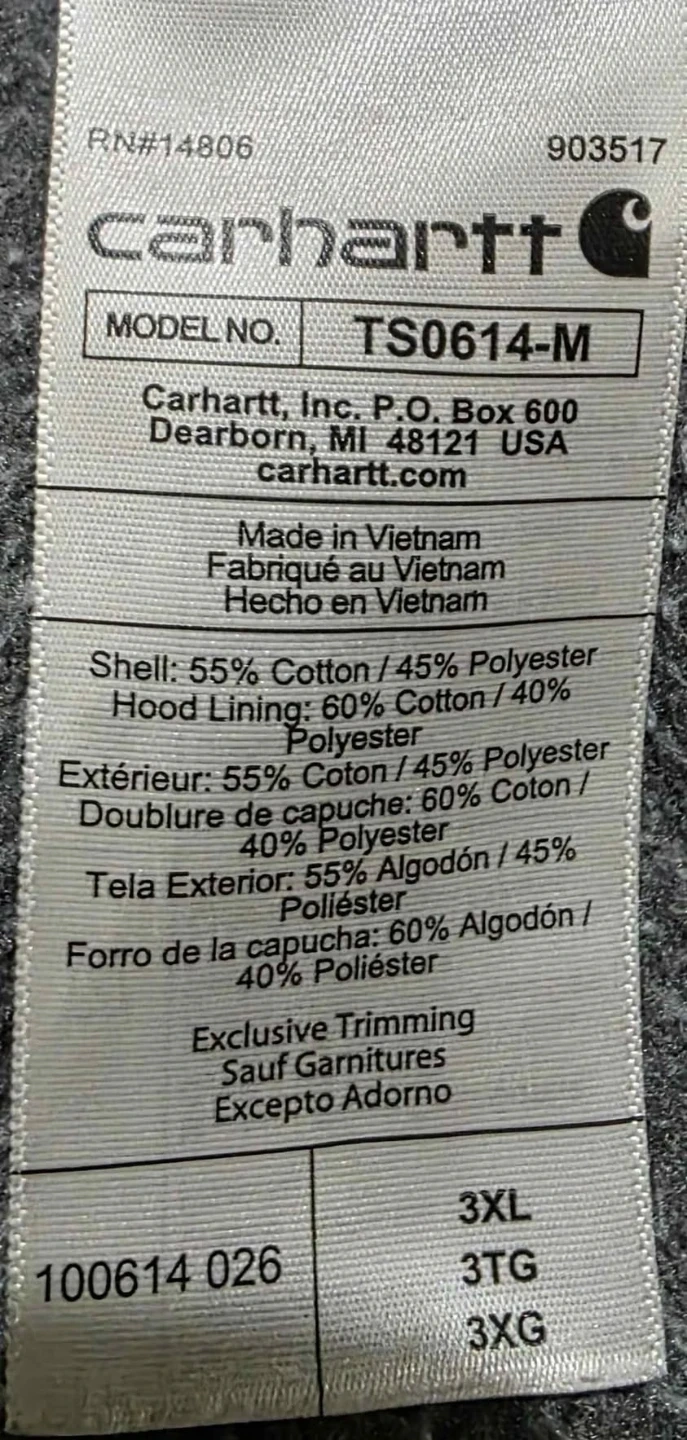 RN#14806 903517
carhartt
MODEL NO. TS0614-M
Carhartt, Inc. P.O. Box 600
Dearborn, MI 48121 USA
carhartt.com
Made in Vietnam
Fabriqué au Vietnam
Hecho en Vietnam
Shell: 55% Cotton / 45% Polyester
Hood Lining: 60% Cotton / 40%
Polyester
Extérieur: 55% Coton / 45% Polyester
Doublure de capuche: 60% Coton /
40% Polyester
Tela Exterior: 55% Algodón / 45%
Poliéster
Forro de la capucha: 60% Algodón /
40% Poliéster
Exclusive Trimming
Sauf Garnitures
Excepto Adorno
100614 026
3XL
3TG
3XG